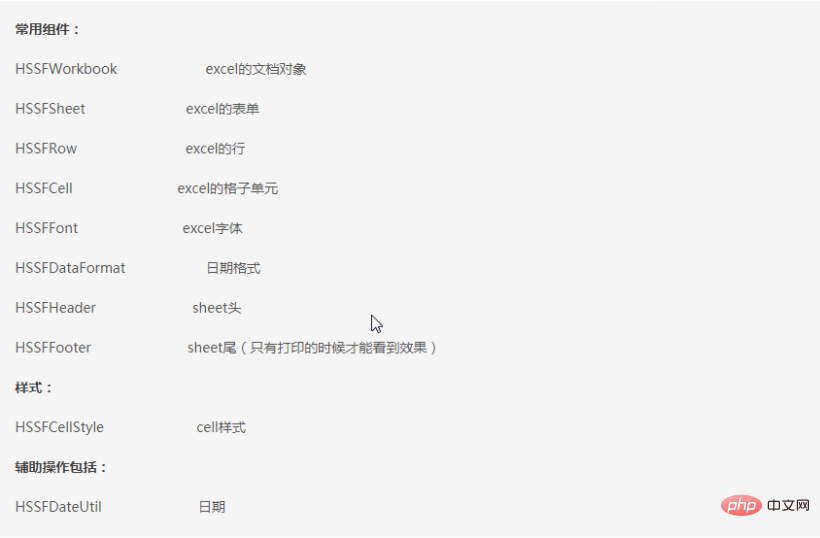 常用组件：
HSSFWorkbook excel的文档对象
HSSFSheet excel的表单
HSSFRow excel的行
HSSFCell excel的格子单元
HSSFFont excel字体
HSSFDataFormat 日期格式
HSSFHeader sheet头
HSSFFooter sheet尾（只有打印的时候才能看到效果）
样式：
HSSFCellStyle cell样式
辅助操作包括：
HSSFDateUtil 日期
php 中文网